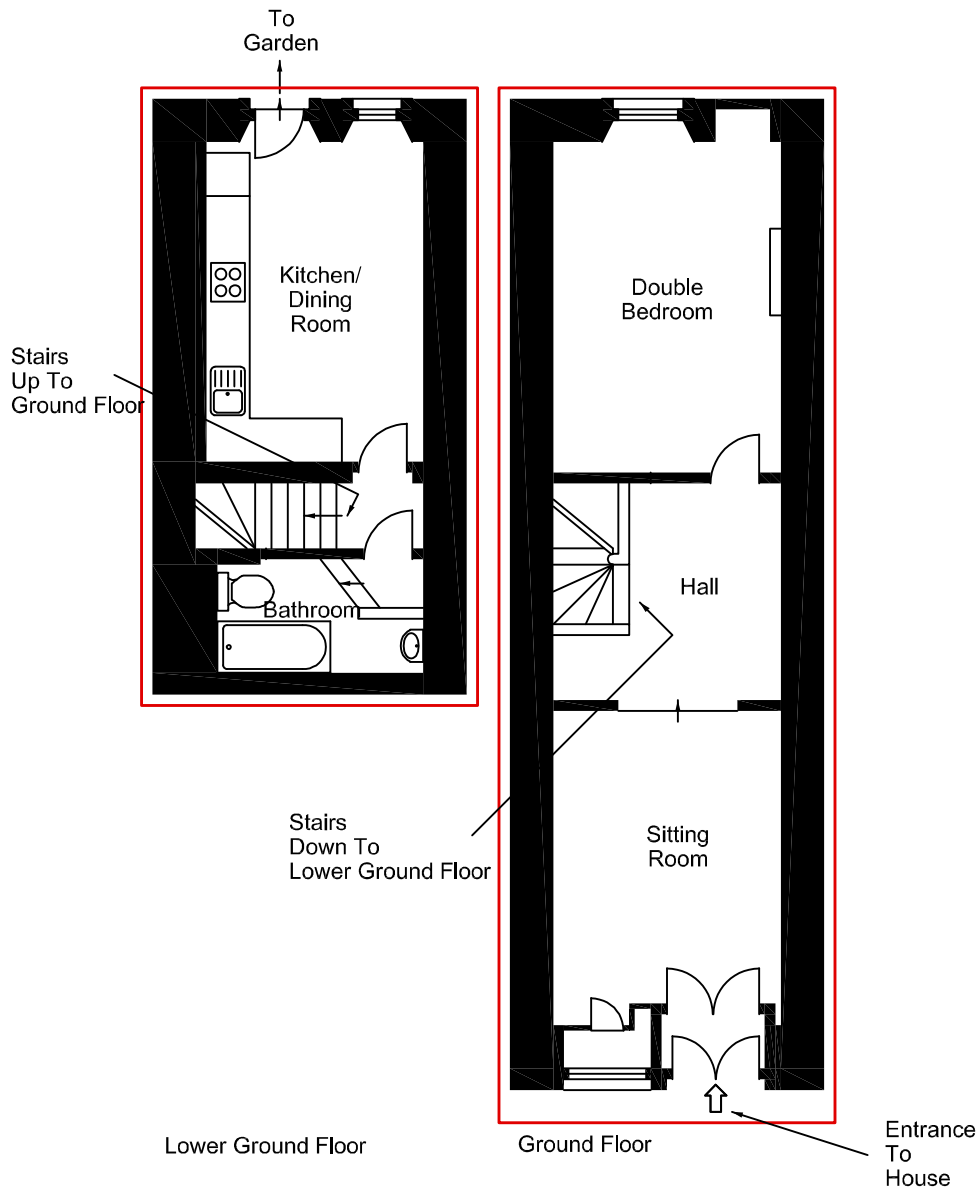 To
Garden
Kitchen/
Dining
Room
Double
Bedroom
Stairs
Up To
Ground Floor
Hall
Bathroom
Stairs
Down To
Lower Ground Floor
Sitting
Room
Lower Ground Floor
Ground Floor
Entrance
To
House